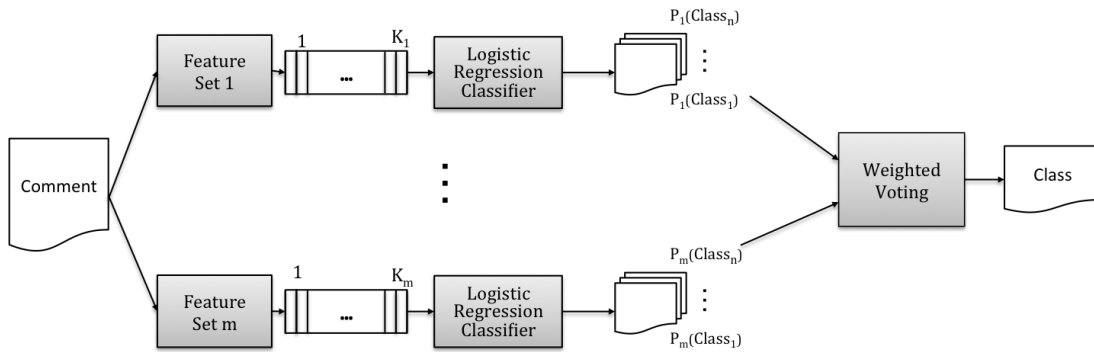 Comment
Feature
Set 1
1
K₁
...
Logistic
Regression
Classifier
P₁(Classₙ)
⋮
P₁(Class₁)
⋮
Feature
Set m
1
Kₘ
...
Logistic
Regression
Classifier
Pₘ(Classₙ)
⋮
Pₘ(Class₁)
Weighted
Voting
Class